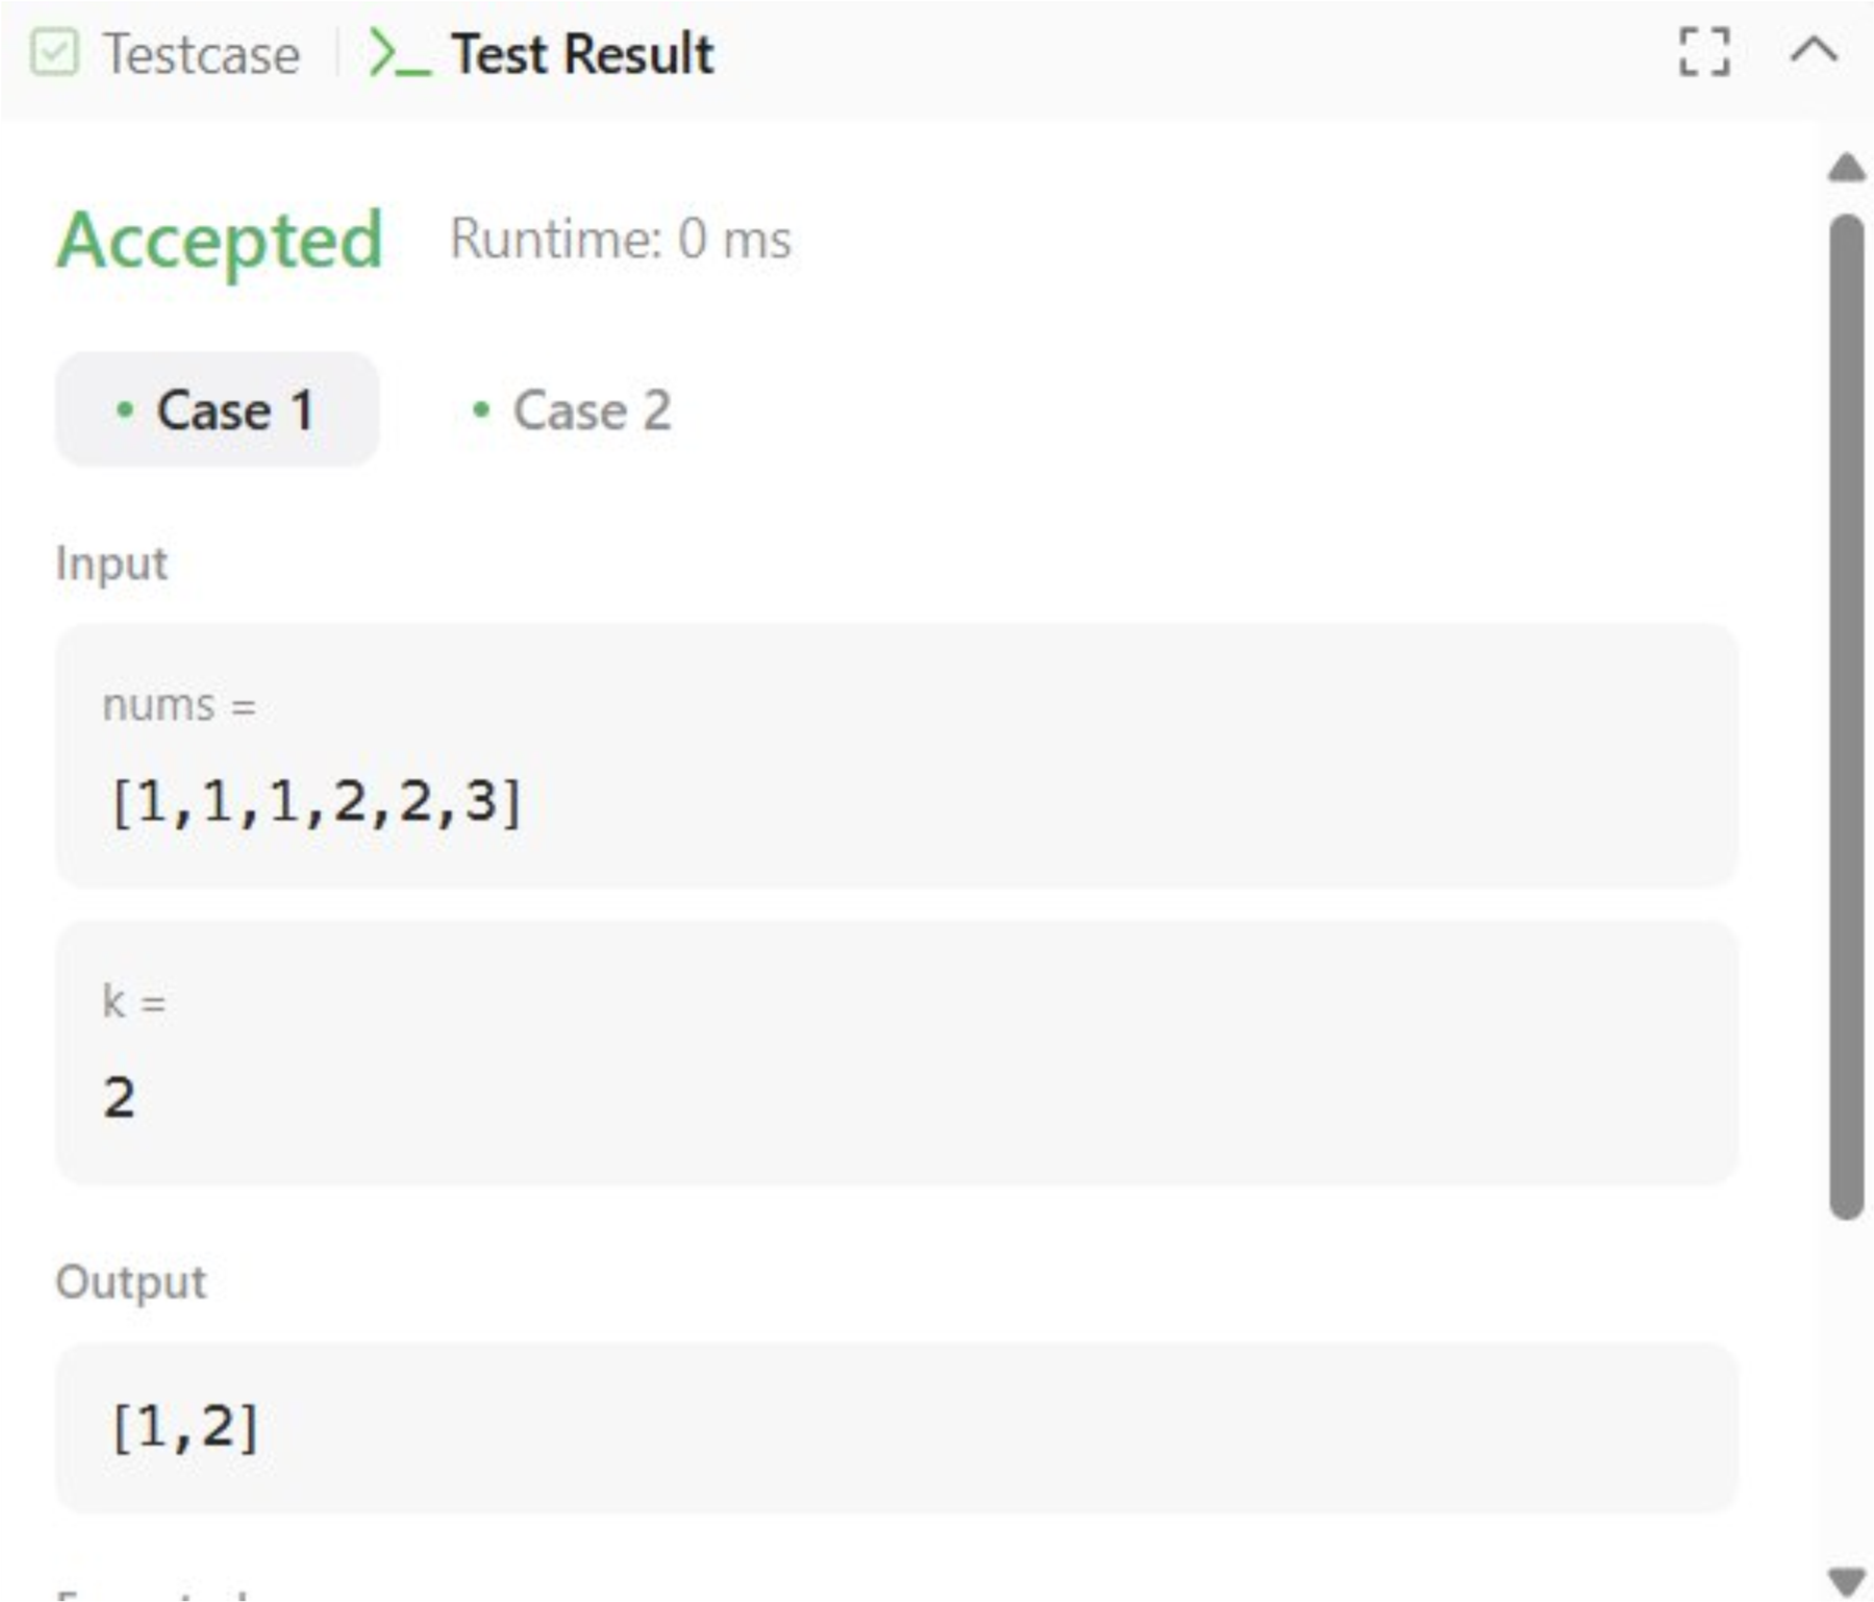 Testcase Test Result
Accepted Runtime: 0 ms
Case 1 Case 2
Input
nums =
[1,1,1,2,2,3]
k =
2
Output
[1,2]